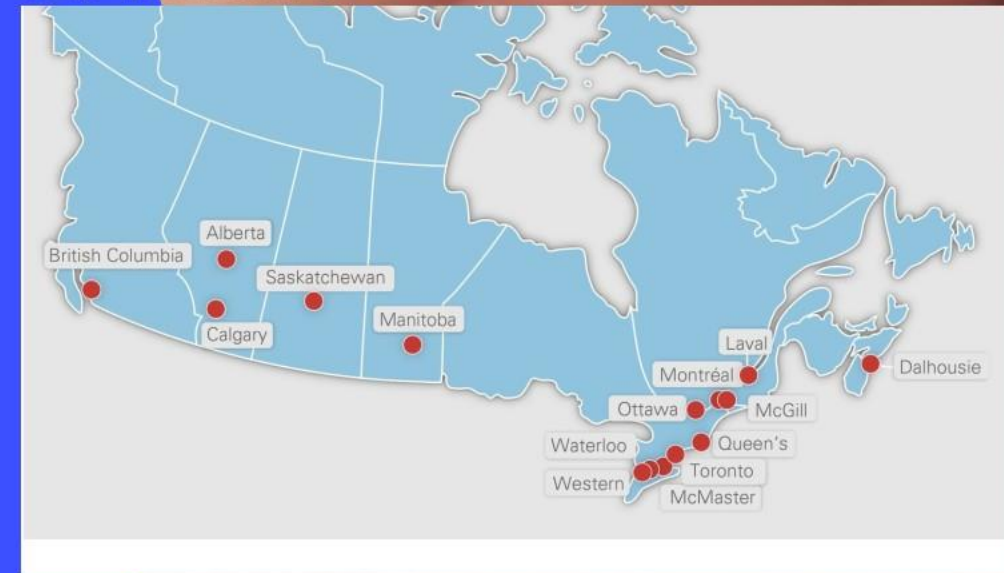 Alberta
British Columbia
Saskatchewan
Manitoba
Calgary
Laval
Montréal
Dalhousie
Ottawa
McGill
Waterloo
Queen's
Toronto
Western
McMaster